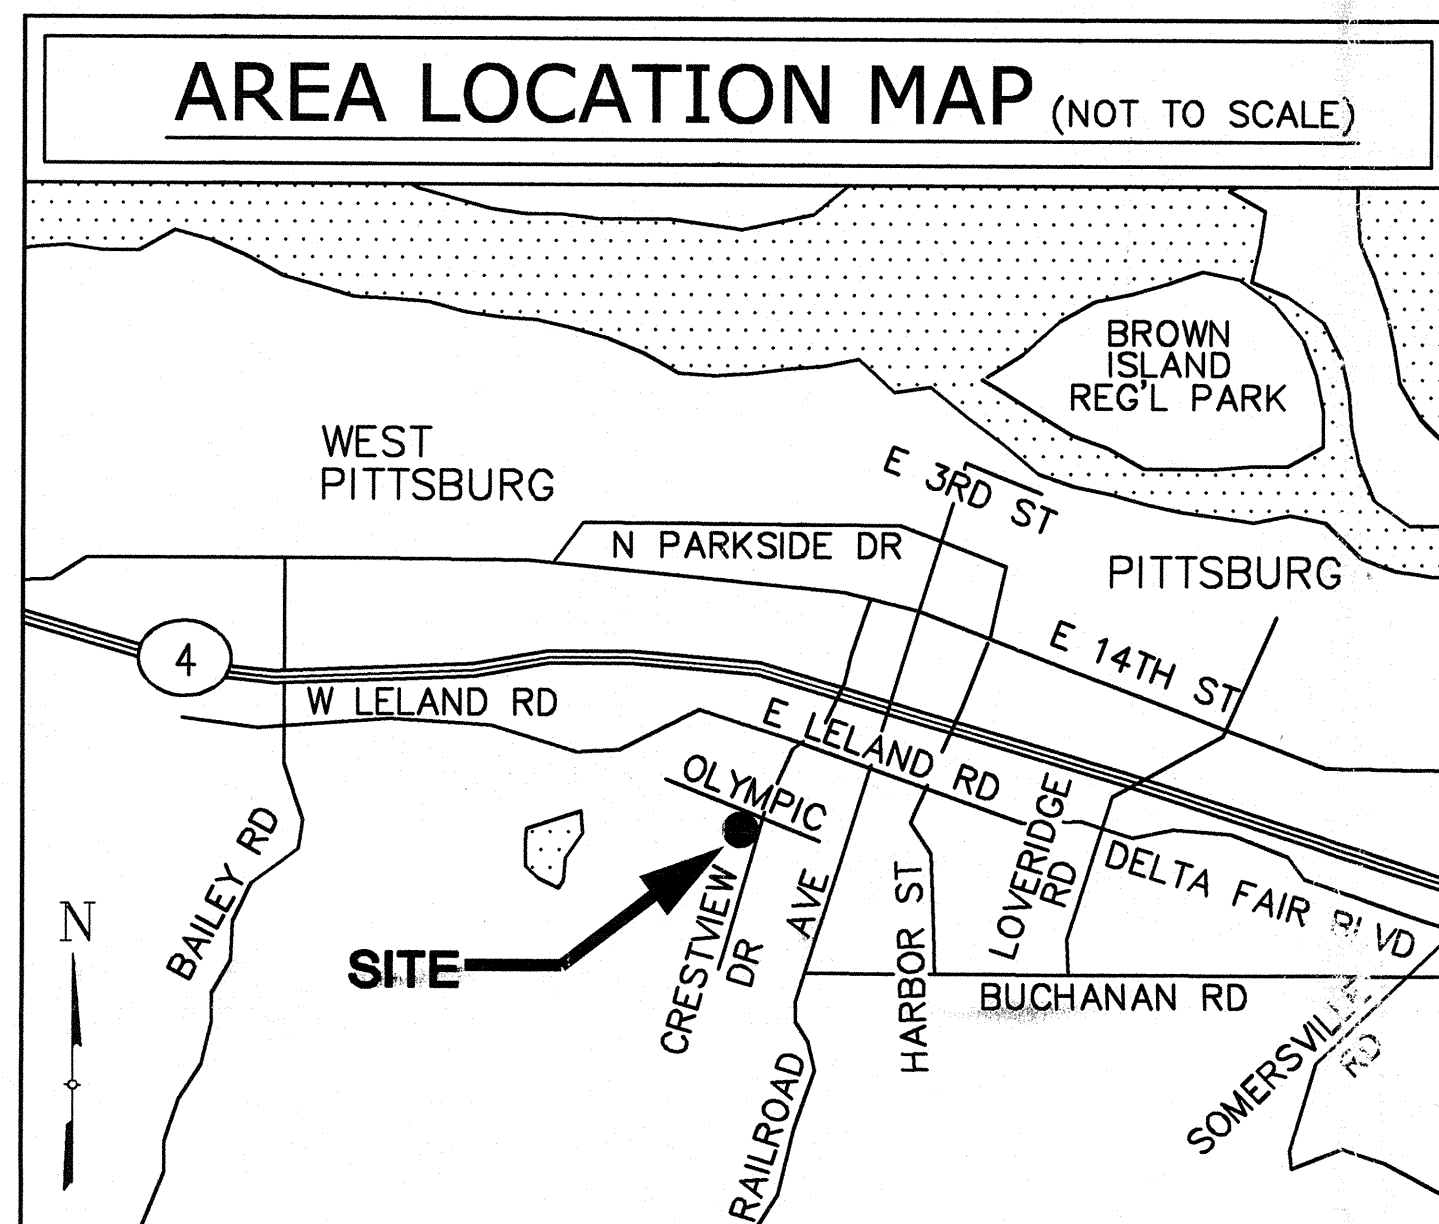 AREA LOCATION MAP (NOT TO SCALE)
BROWN
ISLAND
REG'L PARK
WEST
PITTSBURG
E 3RD ST
N PARKSIDE DR
PITTSBURG
E 14TH ST
4
W LELAND RD
E LELAND RD
OLYMPIC
LOVERIDGE
RD
DELTA FAIR BLVD
BAILEY RD
CRESTVIEW
DR
RAILROAD AVE
HARBOR ST
N
SITE
BUCHANAN RD
SOMERSVILLE
RD